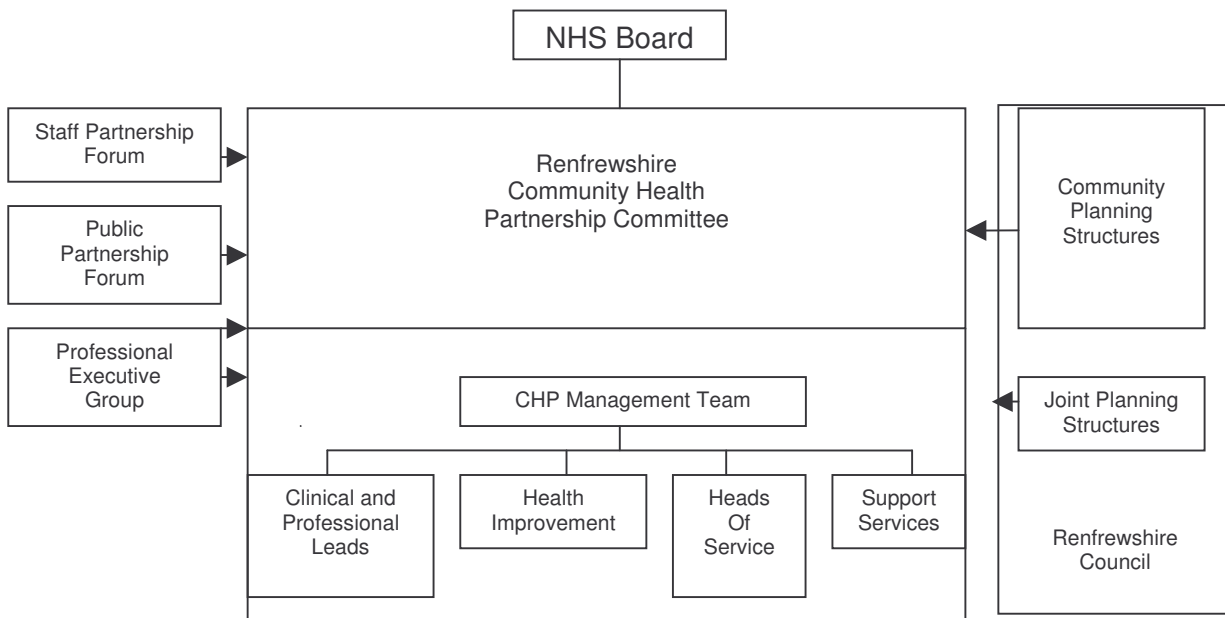 NHS Board
Staff Partnership
Forum
Public
Partnership
Forum
Professional
Executive
Group
Renfrewshire
Community Health
Partnership Committee
Community
Planning
Structures
CHP Management Team
Joint Planning
Structures
Clinical and
Professional
Leads
Health
Improvement
Heads
Of
Service
Support
Services
Renfrewshire
Council